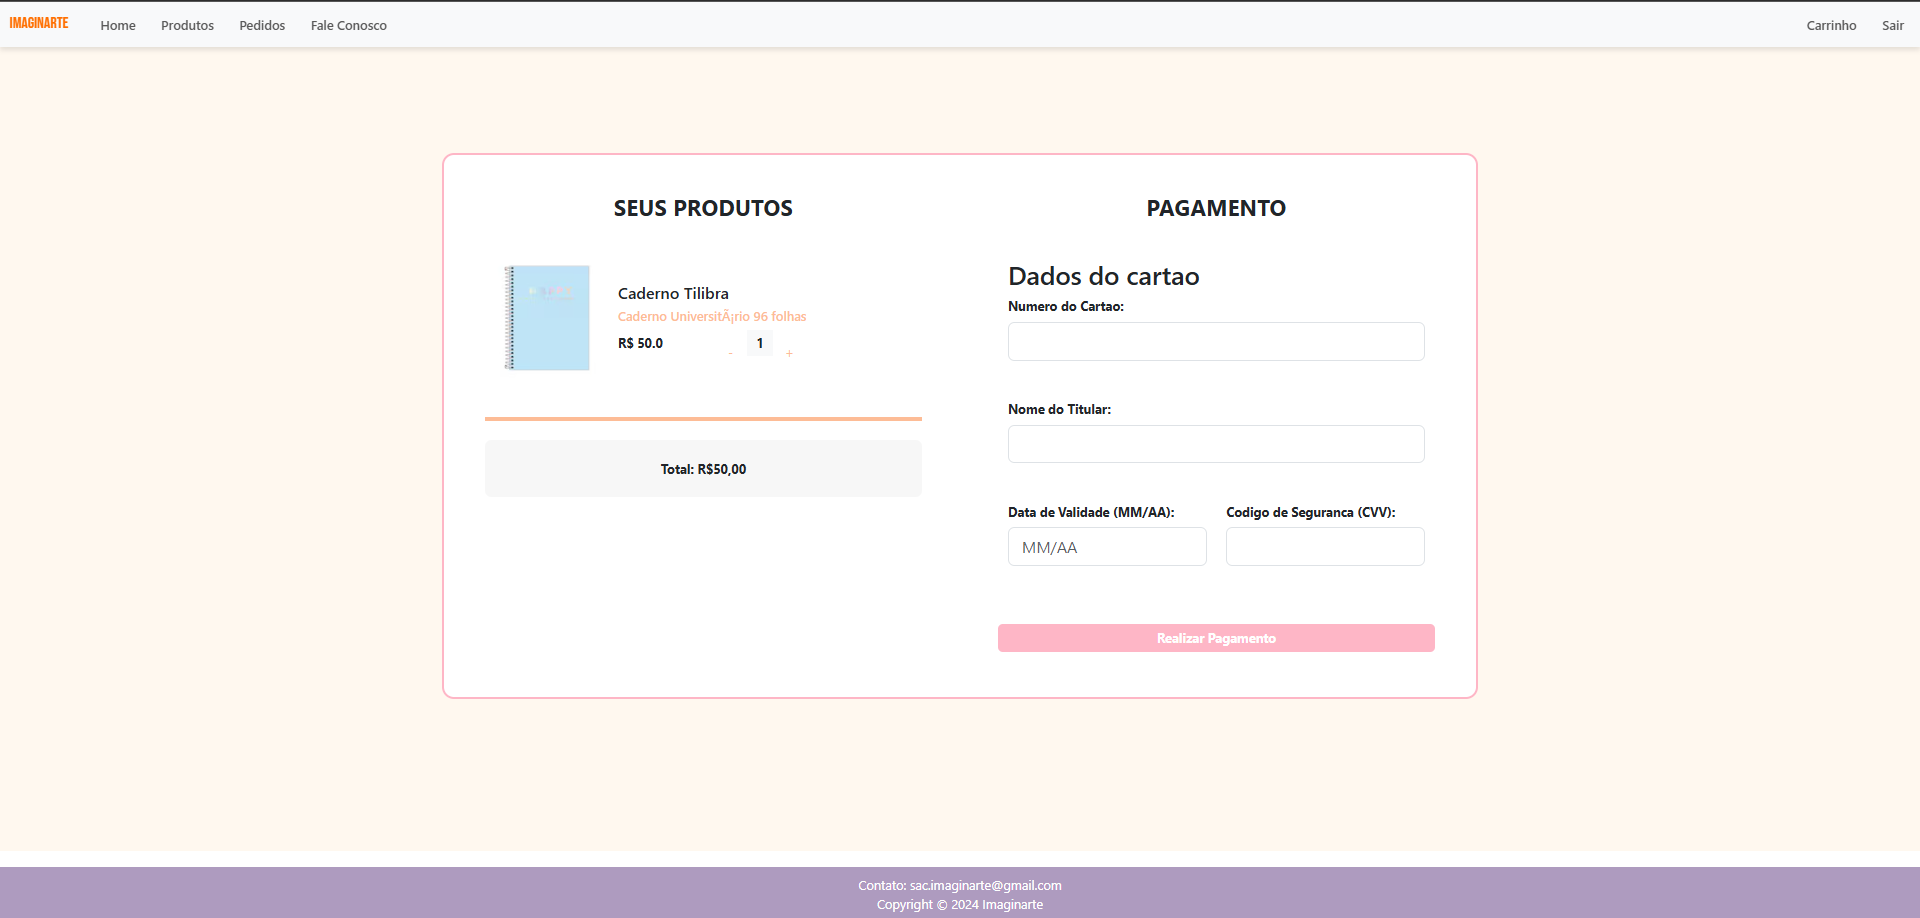 IMAGINARTE
Home
Produtos
Pedidos
Fale Conosco
Carrinho
Sair
SEUS PRODUTOS
Caderno Tilibra
Caderno UniversitÃ¡rio 96 folhas
R$ 50.0
-
1
+
Total: R$50,00
PAGAMENTO
Dados do cartao
Numero do Cartao:
Nome do Titular:
Data de Validade (MM/AA):
Codigo de Seguranca (CVV):
MM/AA
Realizar Pagamento
Contato: sac.imaginarte@gmail.com
Copyright © 2024 Imaginarte